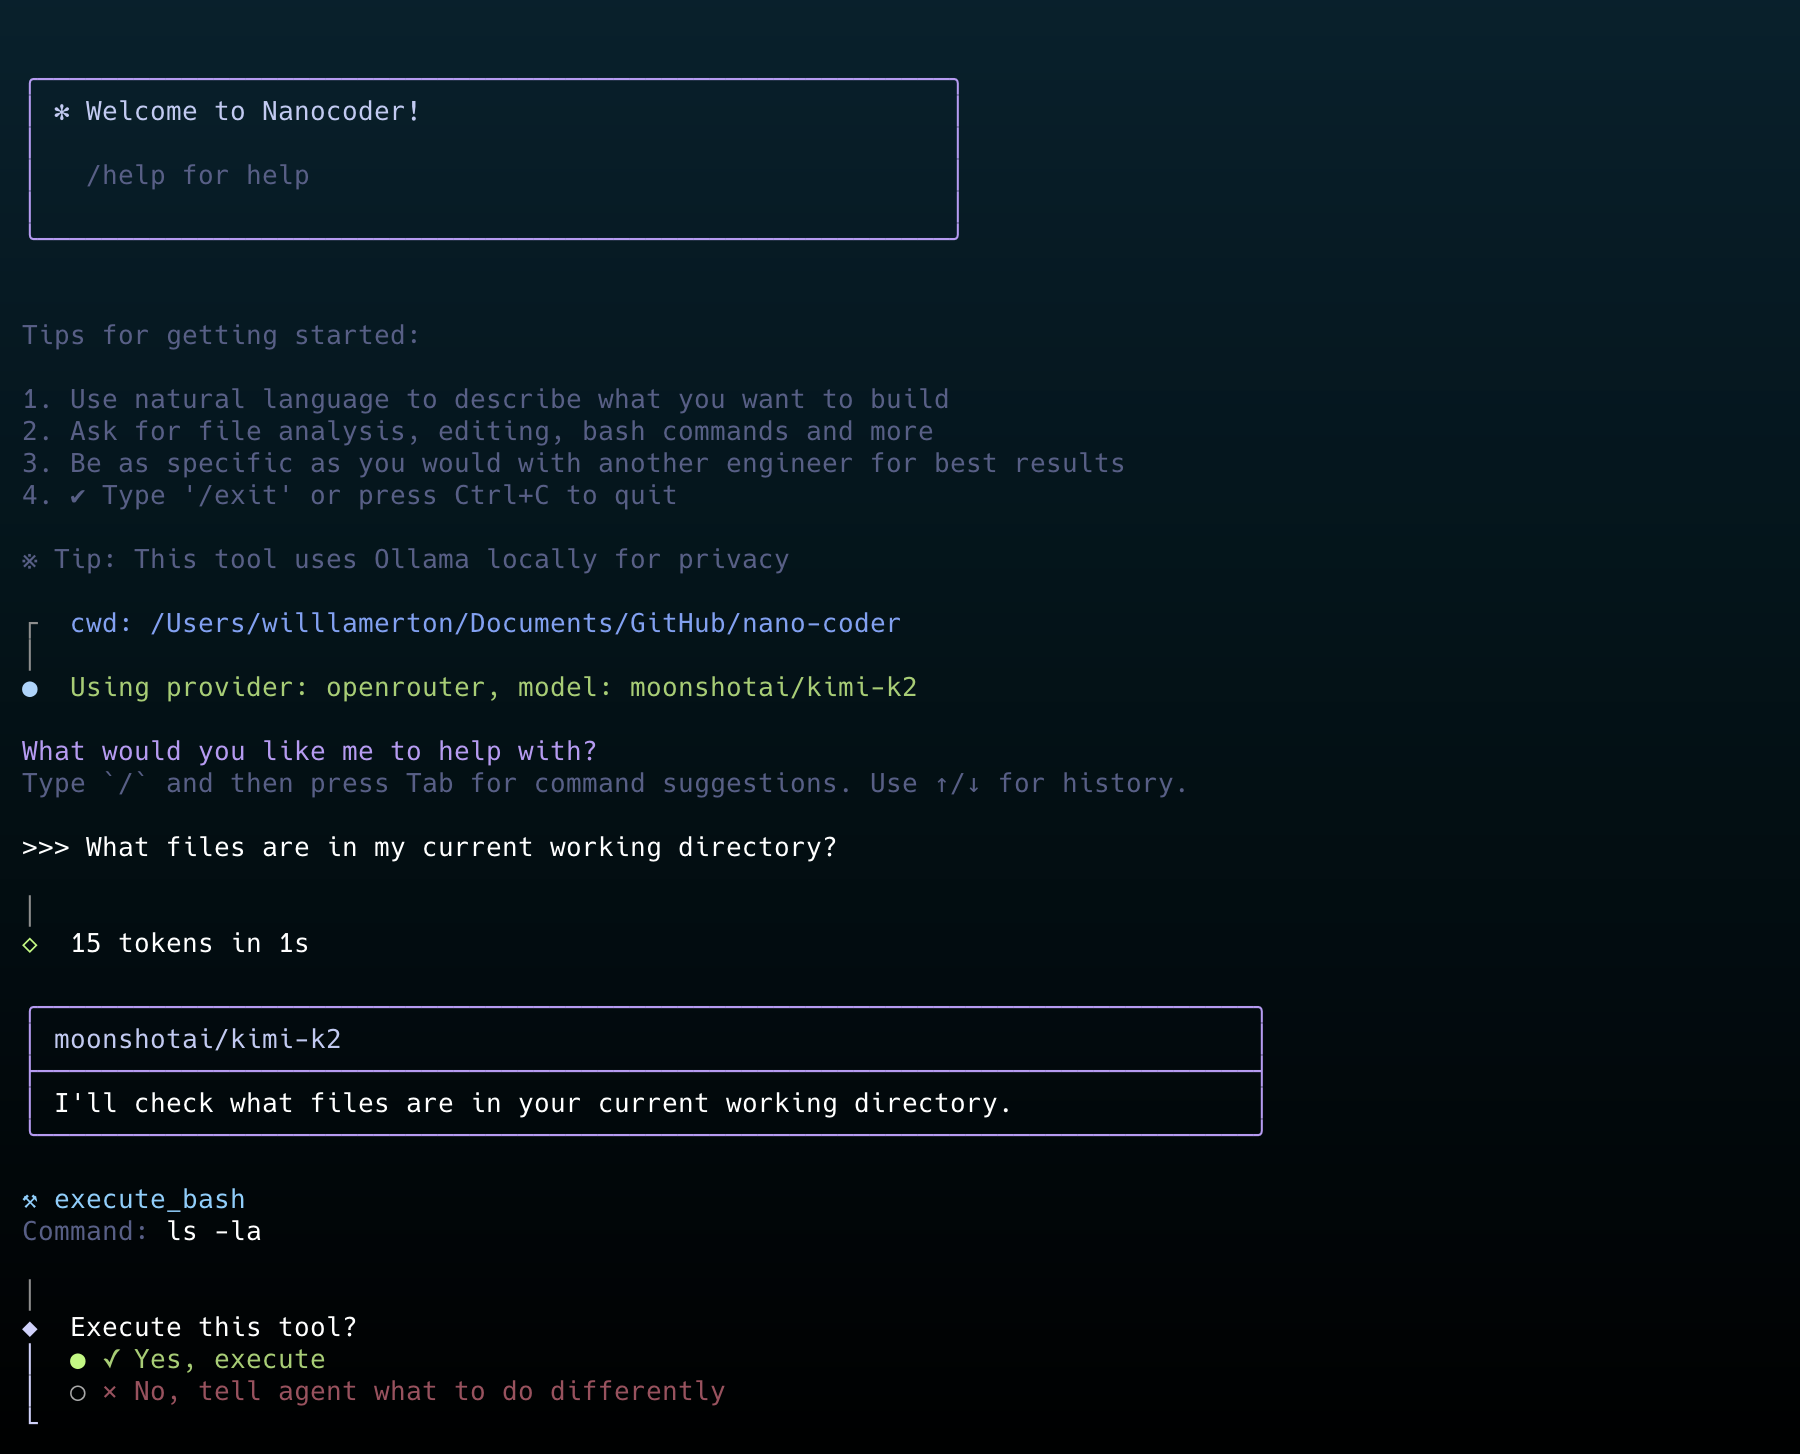 ✻ Welcome to Nanocoder!
/help for help
Tips for getting started:
1. Use natural language to describe what you want to build
2. Ask for file analysis, editing, bash commands and more
3. Be as specific as you would with another engineer for best results
4. ✔ Type '/exit' or press Ctrl+C to quit
※ Tip: This tool uses Ollama locally for privacy
cwd: /Users/willlamerton/Documents/GitHub/nano-coder
● Using provider: openrouter, model: moonshotai/kimi-k2
What would you like me to help with?
Type `/` and then press Tab for command suggestions. Use ↑/↓ for history.
>>> What files are in my current working directory?
◇ 15 tokens in 1s
moonshotai/kimi-k2
I'll check what files are in your current working directory.
⚒ execute_bash
Command: ls -la
◆ Execute this tool?
● ✓ Yes, execute
○ × No, tell agent what to do differently